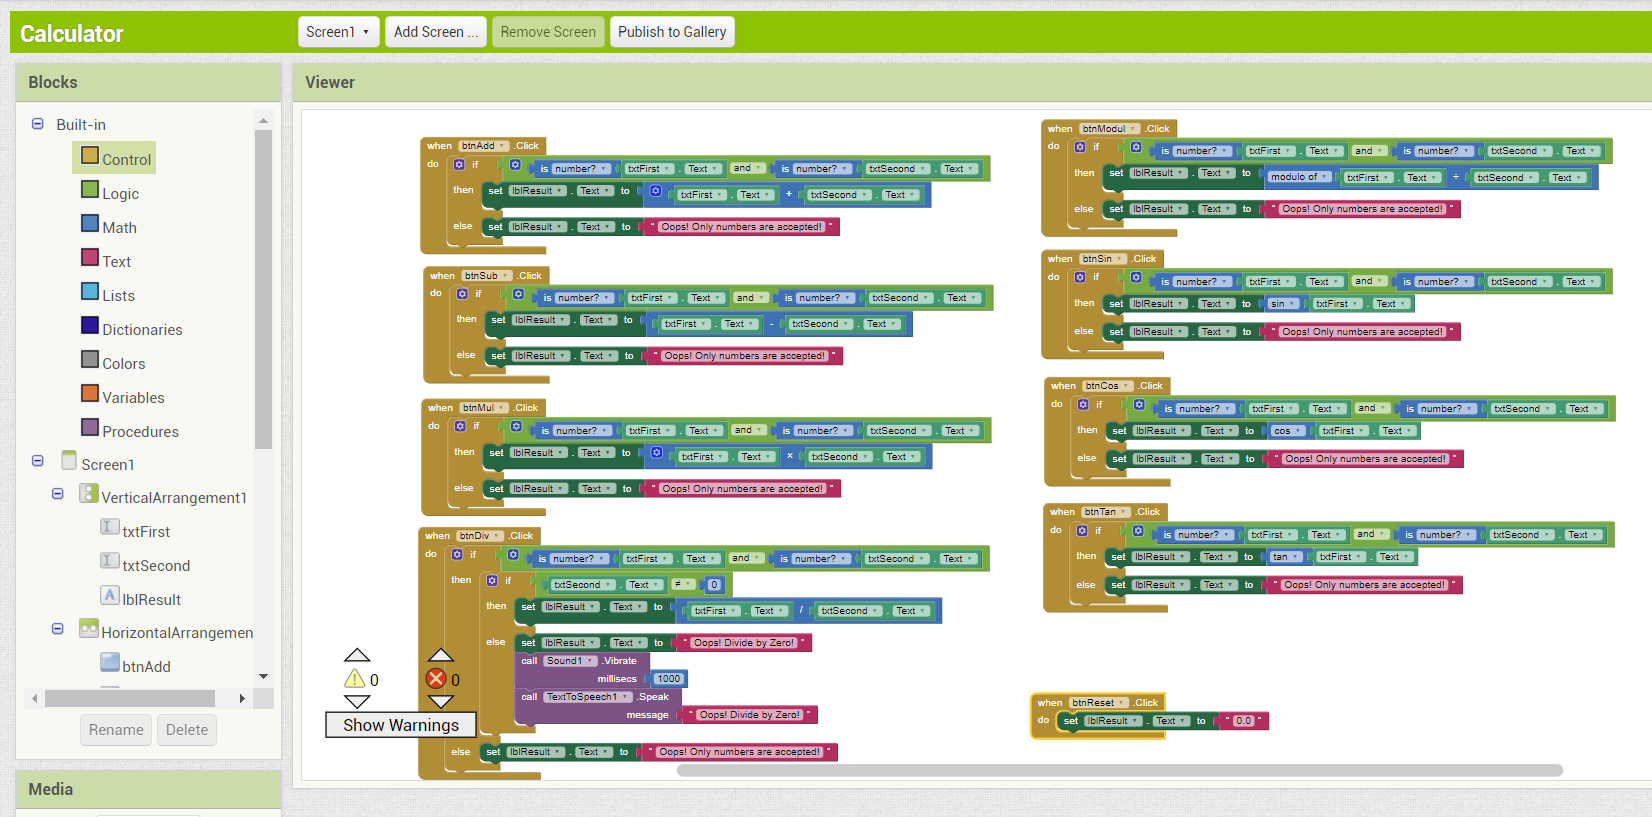 Calculator
Screen1 Add Screen ... Remove Screen Publish to Gallery
Blocks
Built-in
Control
Logic
Math
Text
Lists
Dictionaries
Colors
Variables
Procedures
Screen1
VerticalArrangement1
txtFirst
txtSecond
lblResult
HorizontalArrangemen
btnAdd
Rename Delete
Media
Viewer
when btnAdd .Click
do if is number? txtFirst . Text and is number? txtSecond . Text
then set lblResult . Text to txtFirst . Text + txtSecond . Text
else set lblResult . Text to " Oops! Only numbers are accepted! "
when btnSub .Click
do if is number? txtFirst . Text and is number? txtSecond . Text
then set lblResult . Text to txtFirst . Text - txtSecond . Text
else set lblResult . Text to " Oops! Only numbers are accepted! "
when btnMul .Click
do if is number? txtFirst . Text and is number? txtSecond . Text
then set lblResult . Text to txtFirst . Text × txtSecond . Text
else set lblResult . Text to " Oops! Only numbers are accepted! "
when btnDiv .Click
do if is number? txtFirst . Text and is number? txtSecond . Text
then if txtSecond . Text ≠ 0
then set lblResult . Text to txtFirst . Text / txtSecond . Text
else set lblResult . Text to " Oops! Divide by Zero! "
call Sound1 .Vibrate
millisecs 1000
call TextToSpeech1 .Speak
message " Oops! Divide by Zero! "
else set lblResult . Text to " Oops! Only numbers are accepted! "
0 0
Show Warnings
when btnModul .Click
do if is number? txtFirst . Text and is number? txtSecond . Text
then set lblResult . Text to modulo of txtFirst . Text ÷ txtSecond . Text
else set lblResult . Text to " Oops! Only numbers are accepted! "
when btnSin .Click
do if is number? txtFirst . Text and is number? txtSecond . Text
then set lblResult . Text to sin txtFirst . Text
else set lblResult . Text to " Oops! Only numbers are accepted! "
when btnCos .Click
do if is number? txtFirst . Text and is number? txtSecond . Text
then set lblResult . Text to cos txtFirst . Text
else set lblResult . Text to " Oops! Only numbers are accepted! "
when btnTan .Click
do if is number? txtFirst . Text and is number? txtSecond . Text
then set lblResult . Text to tan txtFirst . Text
else set lblResult . Text to " Oops! Only numbers are accepted! "
when btnReset .Click
do set lblResult . Text to " 0.0 "